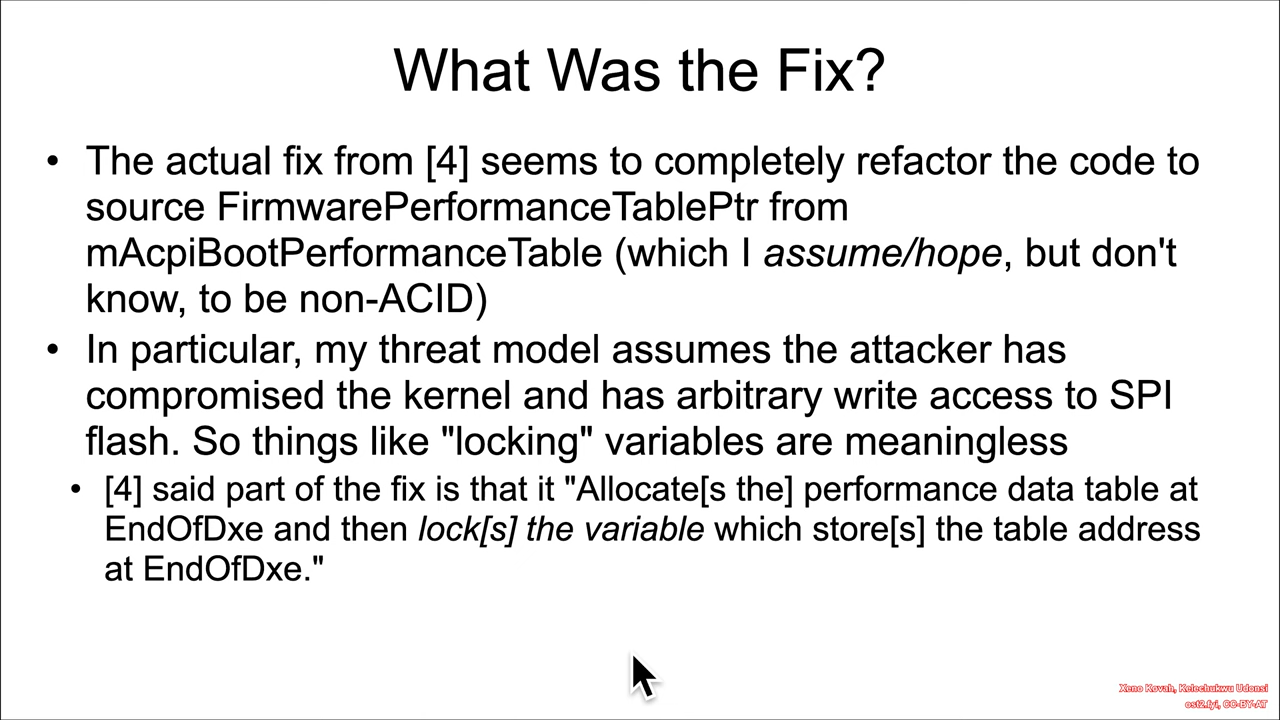 What Was the Fix?
• The actual fix from [4] seems to completely refactor the code to
source FirmwarePerformanceTablePtr from
mAcpiBootPerformanceTable (which I assume/hope, but don't
know, to be non-ACID)
• In particular, my threat model assumes the attacker has
compromised the kernel and has arbitrary write access to SPI
flash. So things like "locking" variables are meaningless
• [4] said part of the fix is that it "Allocate[s the] performance data table at
EndOfDxe and then lock[s] the variable which store[s] the table address
at EndOfDxe."
Xeno Kovah, Kelechukwu Udonsi
ost2.fyi, CC-BY-AT